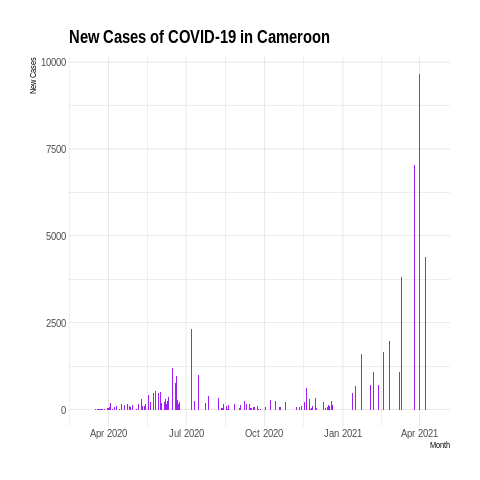 New Cases of COVID-19 in Cameroon
New Cases
10000
7500
5000
2500
0
Apr 2020 Jul 2020 Oct 2020 Jan 2021 Apr 2021
Month